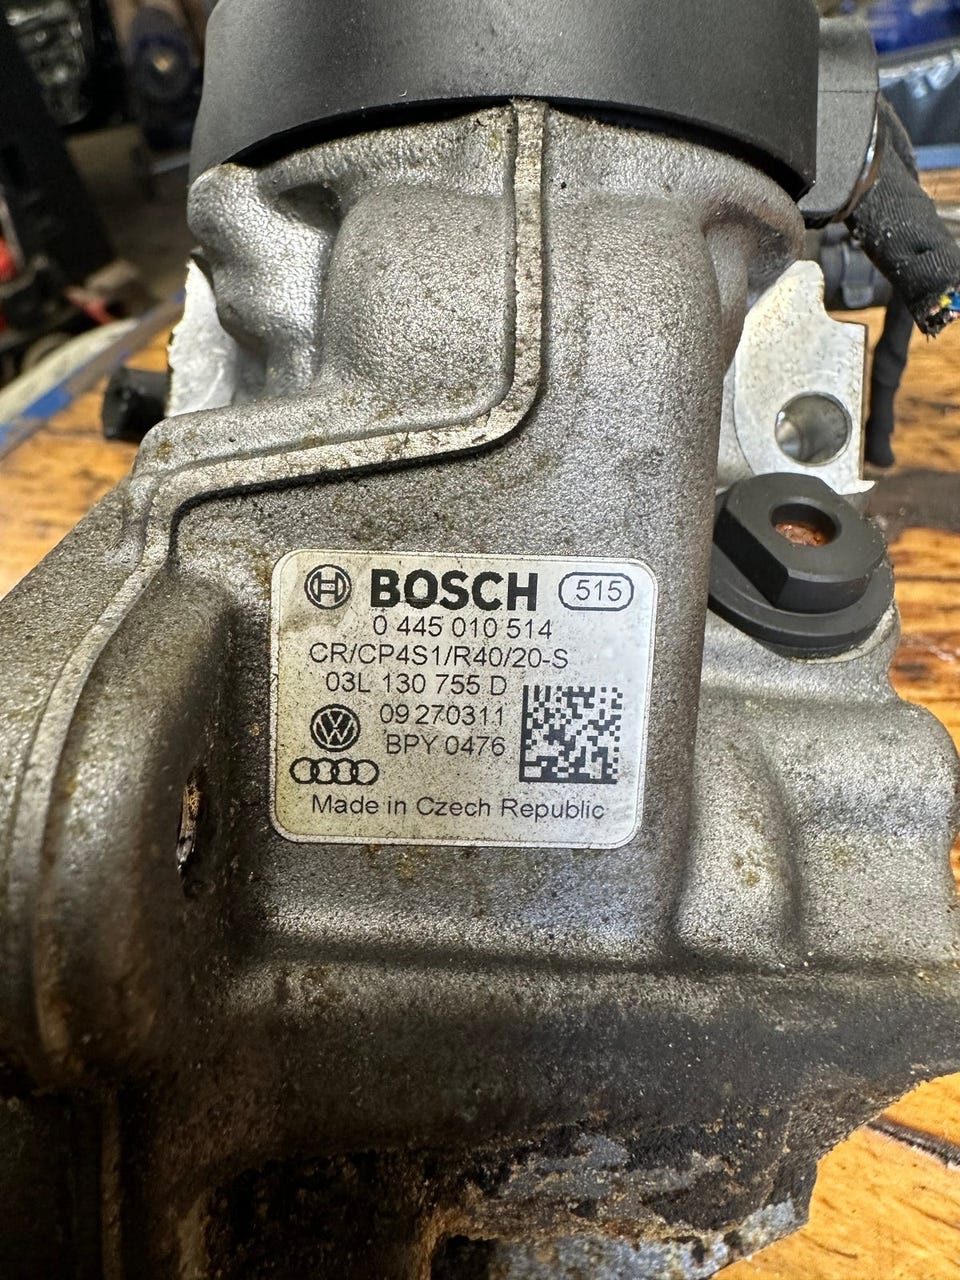 BOSCH 515
0 445 010 514
CR/CP4S1/R40/20-S
03L 130 755 D
09 270311
BPY 0476
Made in Czech Republic